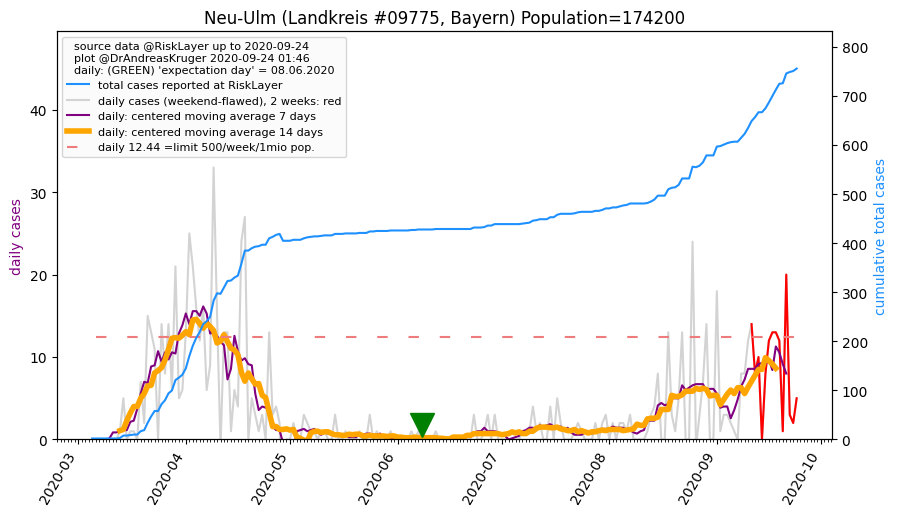 Neu-Ulm (Landkreis #09775, Bayern) Population=174200
source data @RiskLayer up to 2020-09-24
plot @DrAndreasKruger 2020-09-24 01:46
daily: (GREEN) 'expectation day' = 08.06.2020
total cases reported at RiskLayer
daily cases (weekend-flawed), 2 weeks: red
daily: centered moving average 7 days
daily: centered moving average 14 days
daily 12.44 =limit 500/week/1mio pop.
daily cases
40
30
20
10
0
cumulative total cases
800
700
600
500
400
300
200
100
0
2020-03
2020-04
2020-05
2020-06
2020-07
2020-08
2020-09
2020-10